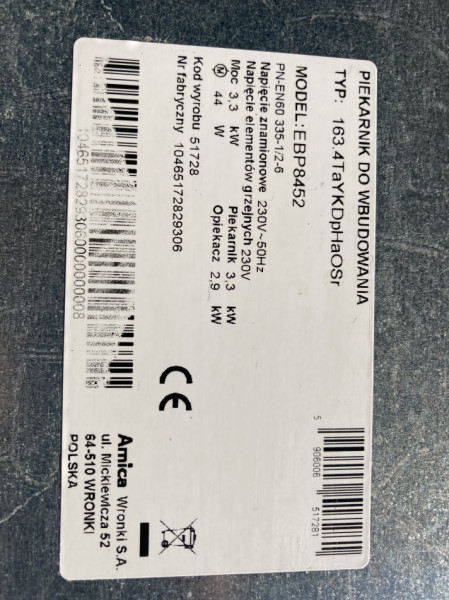 PIEKARNIK DO WBUDOWANIA
TYP: 163.4TaYKDpHaOSr
MODEL: EBP8452
PN-EN60 335-1/2-6
Napięcie znamionowe 230V~50Hz
Napięcie elementów grzejnych 230V
Moc 3,3 kW Piekarnik 3,3 kW
M 44 W Opiekacz 2,9 kW
Kod wyrobu 51728
Nr fabryczny 10465172829306
1046517282930600000000008
CE
5 906006 517281
Amica Wronki S.A.
ul. Mickiewicza 52
64-510 WRONKI
POLSKA